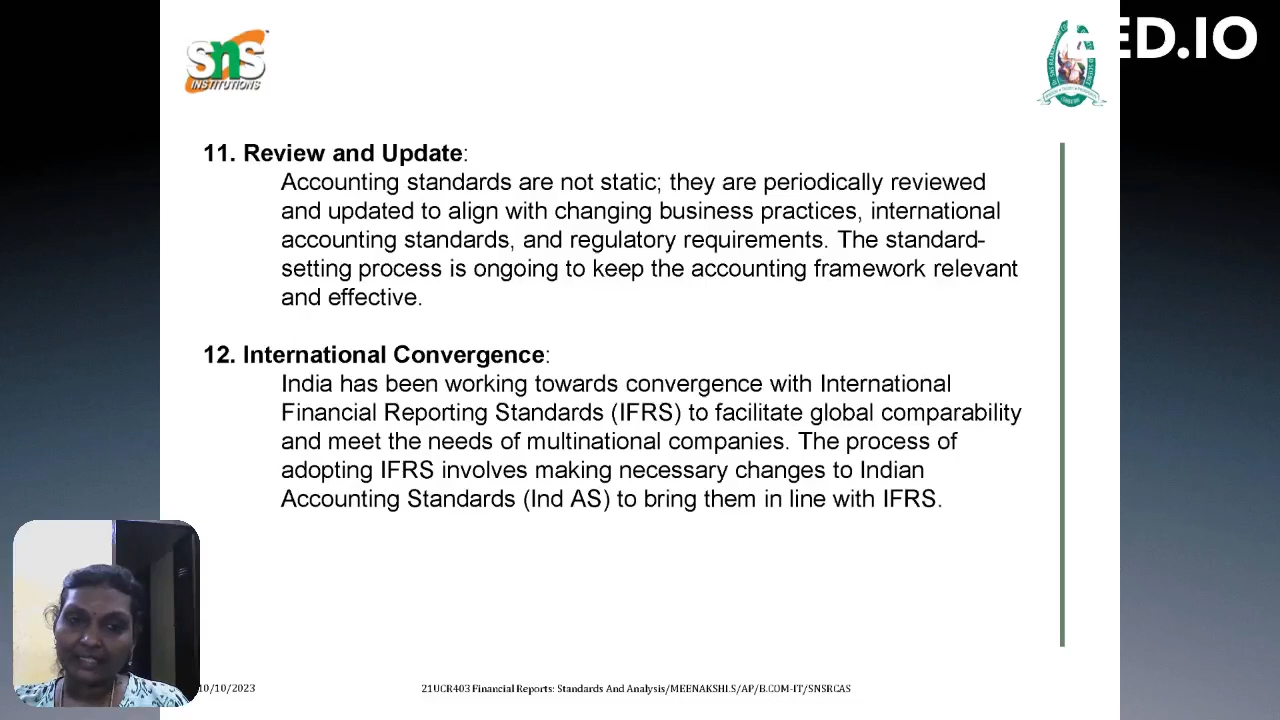 SNS
INSTITUTIONS
ED.IO
11. Review and Update:
Accounting standards are not static; they are periodically reviewed
and updated to align with changing business practices, international
accounting standards, and regulatory requirements. The standard-
setting process is ongoing to keep the accounting framework relevant
and effective.
12. International Convergence:
India has been working towards convergence with International
Financial Reporting Standards (IFRS) to facilitate global comparability
and meet the needs of multinational companies. The process of
adopting IFRS involves making necessary changes to Indian
Accounting Standards (Ind AS) to bring them in line with IFRS.
10/10/2023
21UCR403 Financial Reports: Standards And Analysis/MEENAKSHI.S/AP/B.COM-IT/SNSRCAS